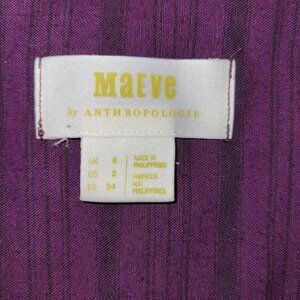 MAEVE
by ANTHROPOLOGIE
UK 6
US 2
EU 34
MADE IN
PHILIPPINES
FABRIQUÉ
AUX
PHILIPPINES